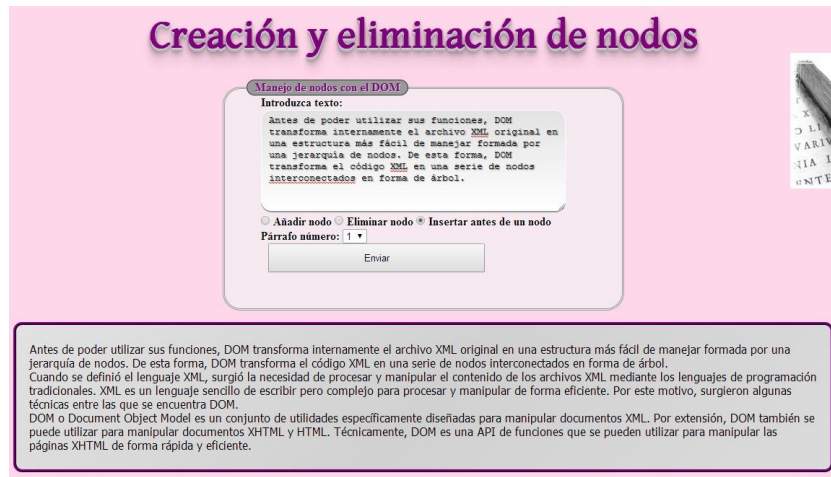 Creación y eliminación de nodos
Manejo de nodos con el DOM
Introduzca texto:
Antes de poder utilizar sus funciones, DOM
transforma internamente el archivo XML original en
una estructura más fácil de manejar formada por
una jerarquía de nodos. De esta forma, DOM
transforma el código XML en una serie de nodos
interconectados en forma de árbol.
Añadir nodo Eliminar nodo Insertar antes de un nodo
Párrafo número: 1
Enviar
Antes de poder utilizar sus funciones, DOM transforma internamente el archivo XML original en una estructura más fácil de manejar formada por una
jerarquía de nodos. De esta forma, DOM transforma el código XML en una serie de nodos interconectados en forma de árbol.
Cuando se definió el lenguaje XML, surgió la necesidad de procesar y manipular el contenido de los archivos XML mediante los lenguajes de programación
tradicionales. XML es un lenguaje sencillo de escribir pero complejo para procesar y manipular de forma eficiente. Por este motivo, surgieron algunas
técnicas entre las que se encuentra DOM.
DOM o Document Object Model es un conjunto de utilidades específicamente diseñadas para manipular documentos XML. Por extensión, DOM también se
puede utilizar para manipular documentos XHTML y HTML. Técnicamente, DOM es una API de funciones que se pueden utilizar para manipular las
páginas XHTML de forma rápida y eficiente.